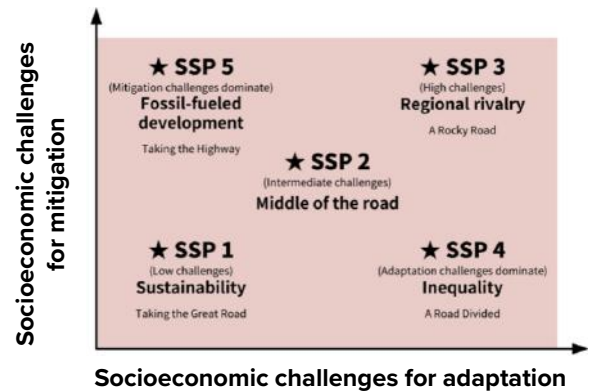 Socioeconomic challenges
for mitigation
★ SSP 5
(Mitigation challenges dominate)
Fossil-fueled
development
Taking the Highway
★ SSP 3
(High challenges)
Regional rivalry
A Rocky Road
★ SSP 2
(Intermediate challenges)
Middle of the road
★ SSP 1
(Low challenges)
Sustainability
Taking the Great Road
★ SSP 4
(Adaptation challenges dominate)
Inequality
A Road Divided
Socioeconomic challenges for adaptation